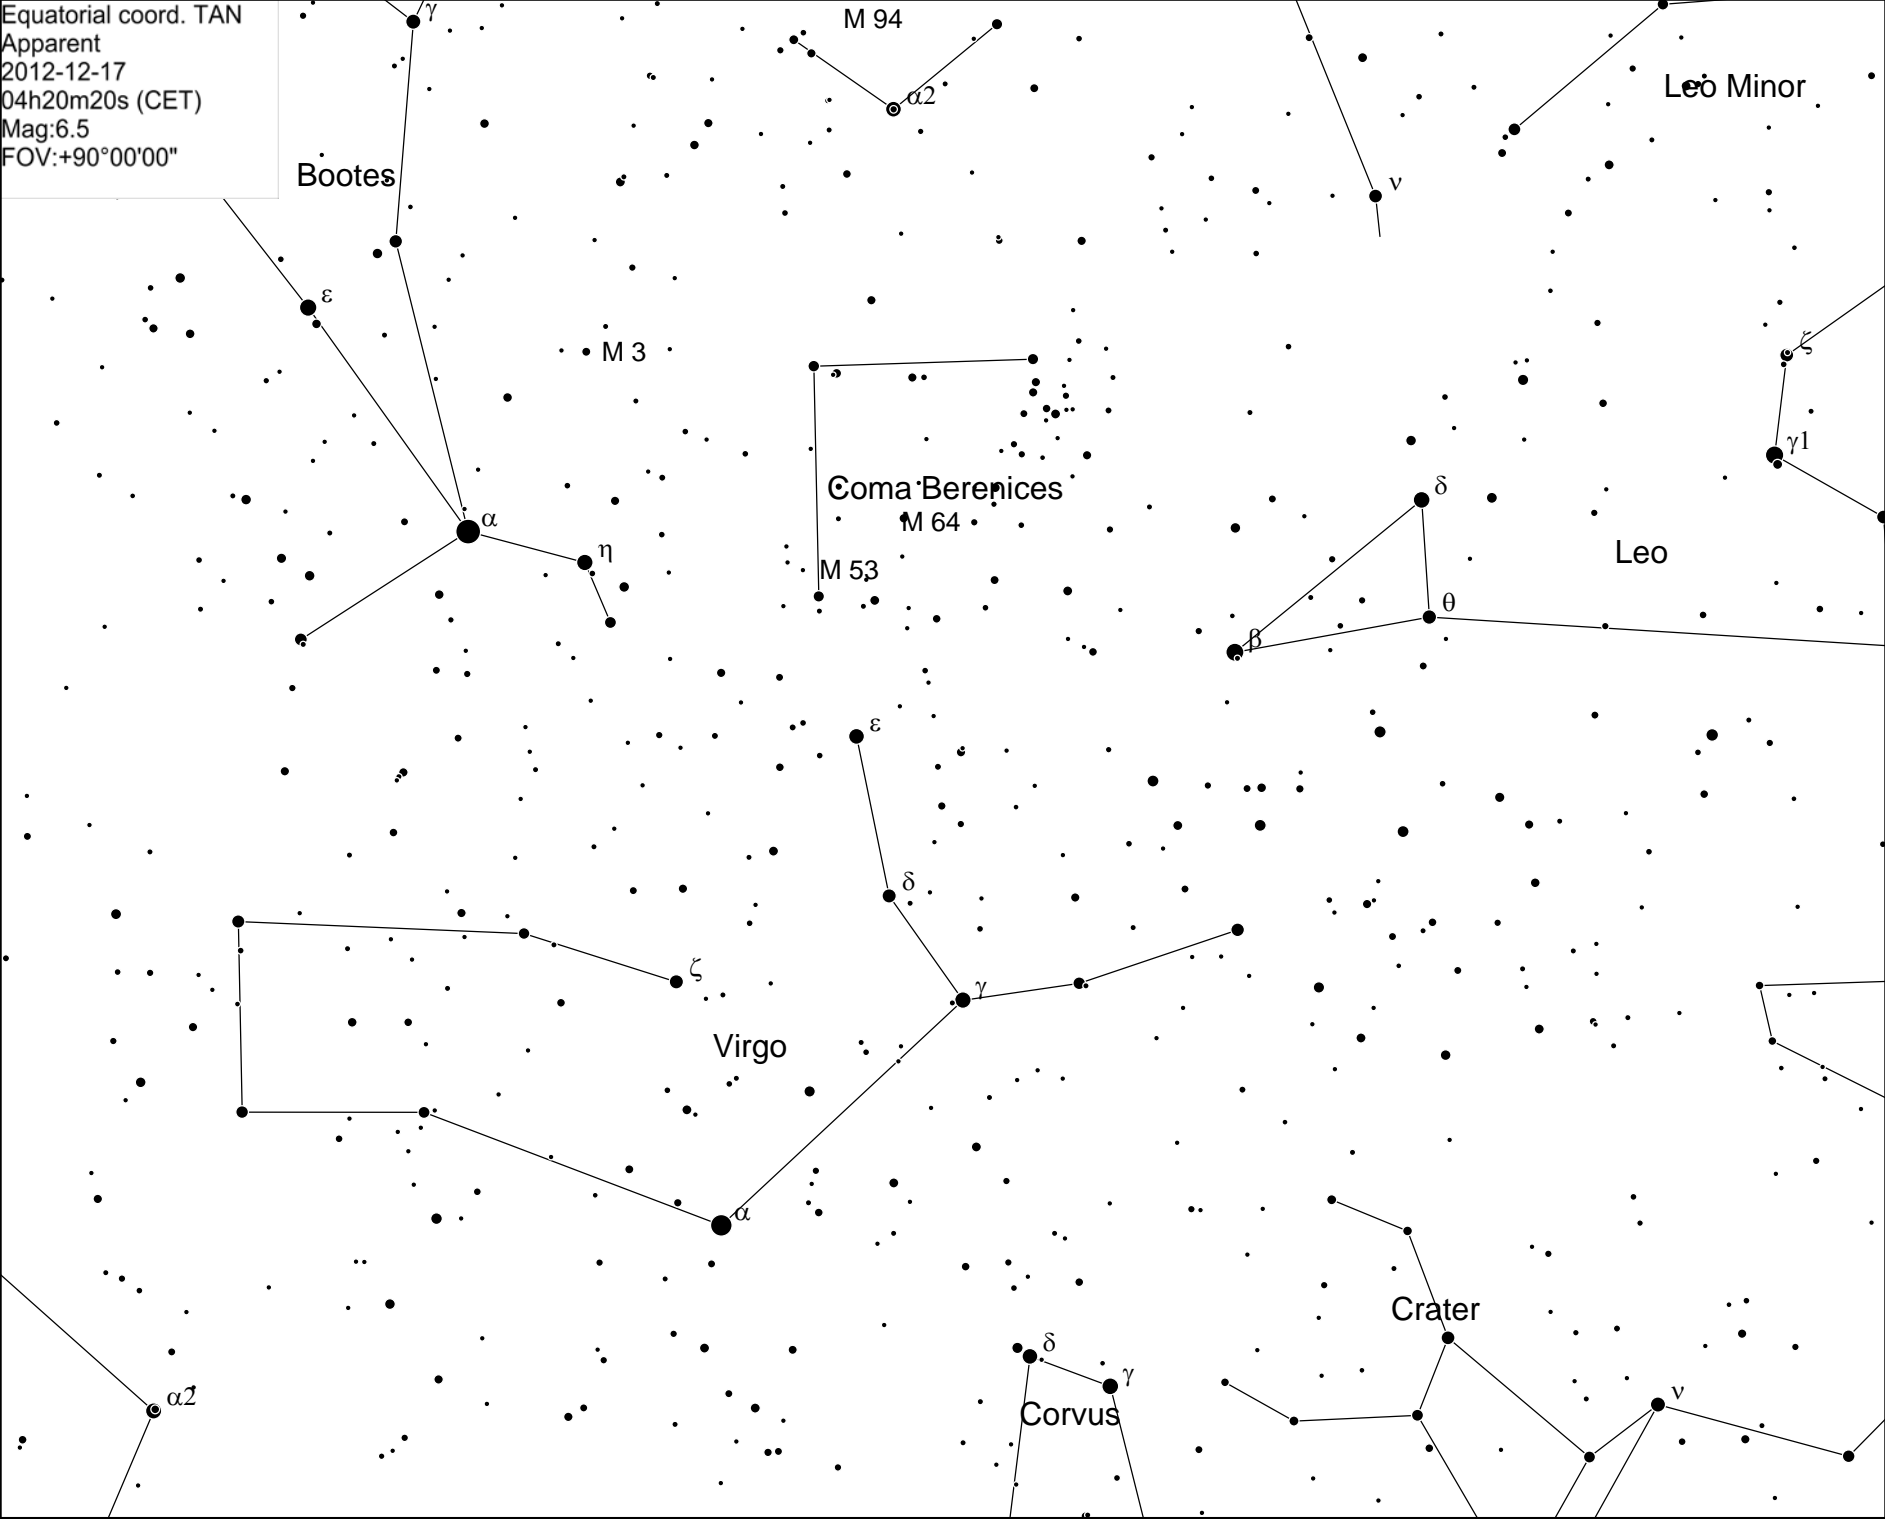 Equatorial coord. TAN
Apparent
2012-12-17
04h20m20s (CET)
Mag:6.5
FOV:+90°00'00"
γ
M 94
α2
Leo Minor
Bootes
ν
ε
M 3
ζ
γ1
Coma Berenices
δ
M 64
α
η
Leo
M 53
θ
β
ε
δ
ζ
γ
Virgo
α
Crater
δ
γ
α2
ν
Corvus